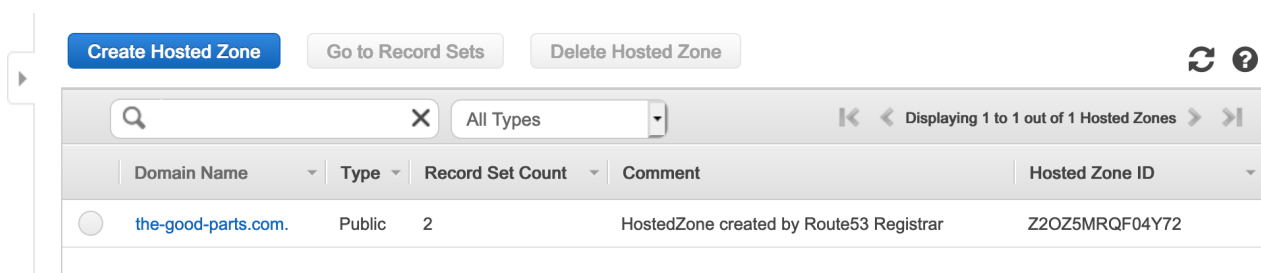 Create Hosted Zone Go to Record Sets Delete Hosted Zone
All Types Displaying 1 to 1 out of 1 Hosted Zones
Domain Name Type Record Set Count Comment Hosted Zone ID
the-good-parts.com. Public 2 HostedZone created by Route53 Registrar Z2OZ5MRQF04Y72